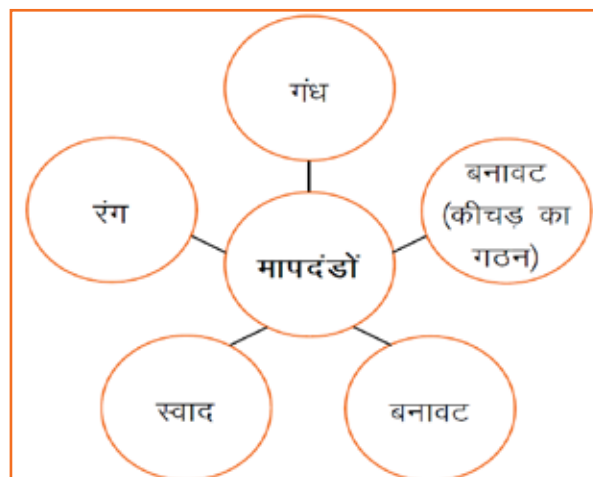 गंध
बनावट
(कीचड़ का
गठन)
रंग
मापदंडों
स्वाद
बनावट